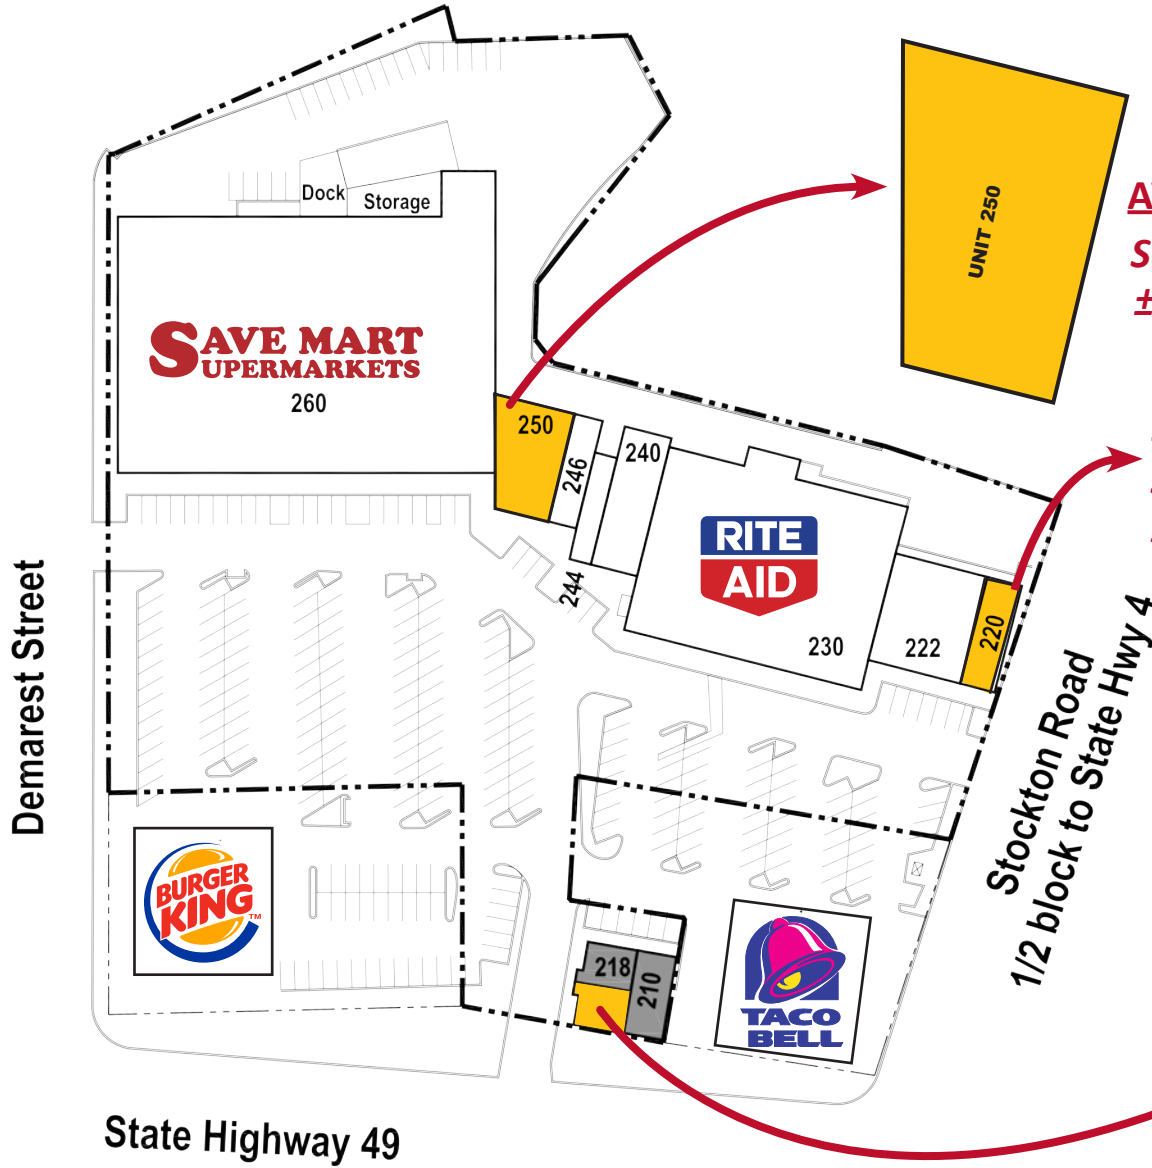 Dock
Storage
SAVE MART
SUPERMARKETS
260
250
246
244
240
RITE
AID
230
222
220
UNIT 250
Demarest Street
Stockton Road
1/2 block to State Hwy 4
BURGER
KING™
218
210
TACO
BELL
State Highway 49